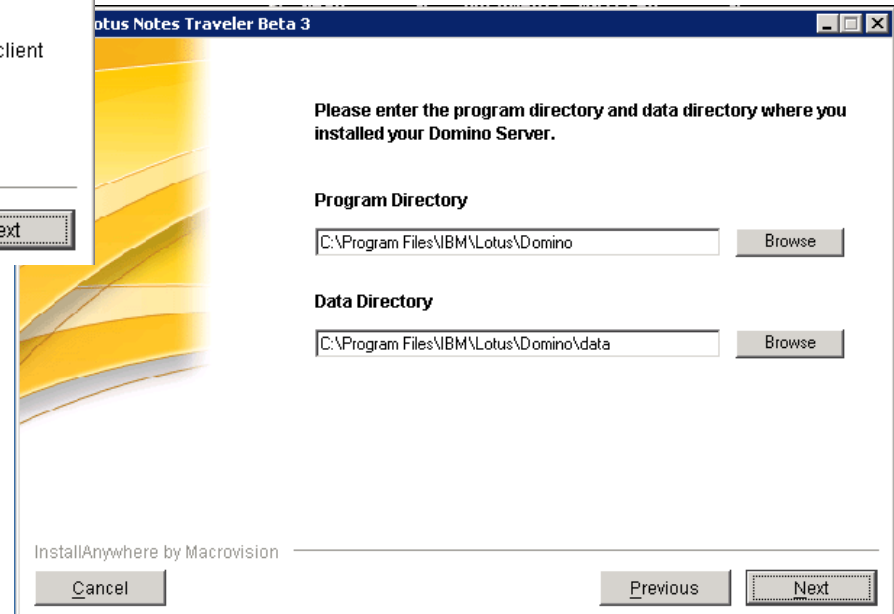 client
ext
otus Notes Traveler Beta 3
Please enter the program directory and data directory where you
installed your Domino Server.
Program Directory
C:\Program Files\IBM\Lotus\Domino
Browse
Data Directory
C:\Program Files\IBM\Lotus\Domino\data
Browse
InstallAnywhere by Macrovision
Cancel
Previous
Next